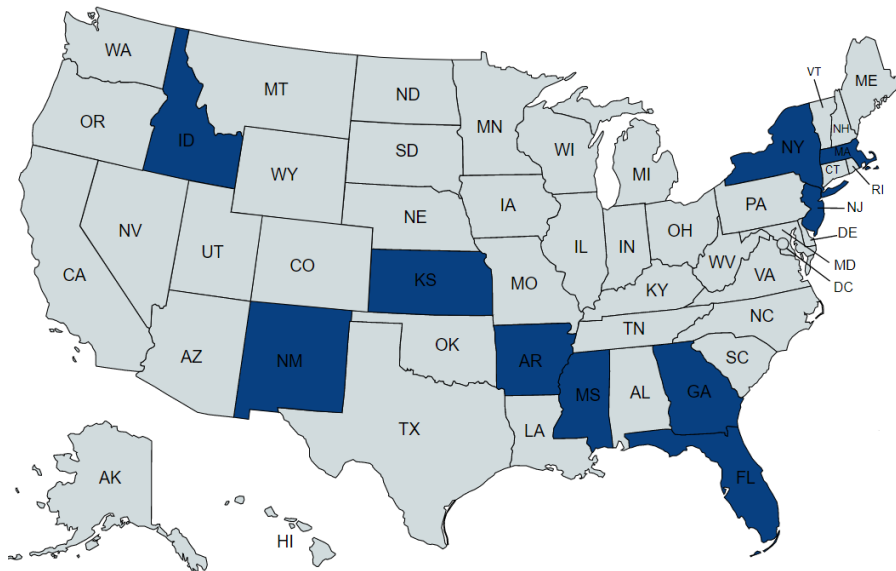 WA
MT
ND
MN
VT
ME
OR
ID
SD
WI
NH
NY
MA
WY
MI
CT
RI
IA
PA
NJ
NV
NE
OH
DE
UT
CO
IL
IN
WV
MD
CA
KS
MO
VA
DC
KY
NC
TN
AZ
NM
OK
AR
SC
MS
AL
GA
TX
LA
AK
FL
HI